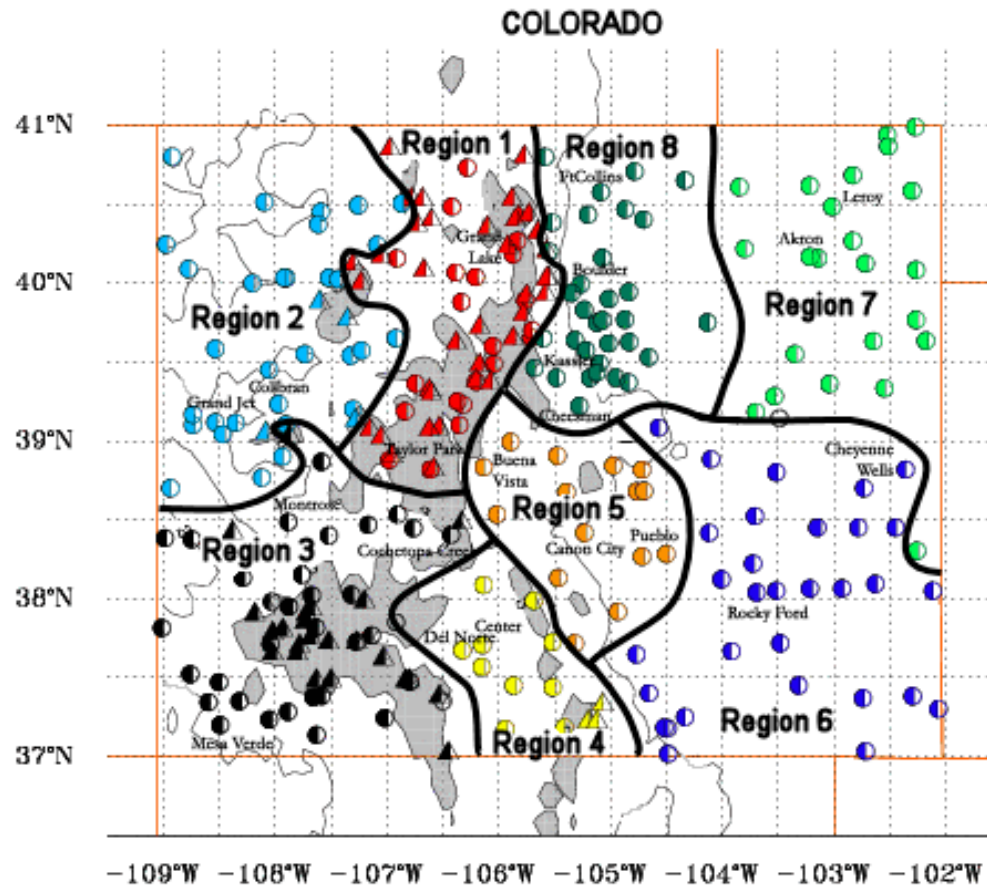 COLORADO
41°N
Region 1
Region 8
FtCollins
Leroy
Grand
Lake
Akron
40°N
Boulder
Region 2
Region 7
Kassler
Collbran
Grand Jct
Cheesman
39°N
Taylor Park
Buena
Vista
Cheyenne
Wells
Montrose
Region 5
Region 3
Cochetopa Creek
Canon City
Pueblo
38°N
Rocky Ford
Del Norte
Center
Mesa Verde
Region 4
Region 6
37°N
-109°W -108°W -107°W -106°W -105°W -104°W -103°W -102°W